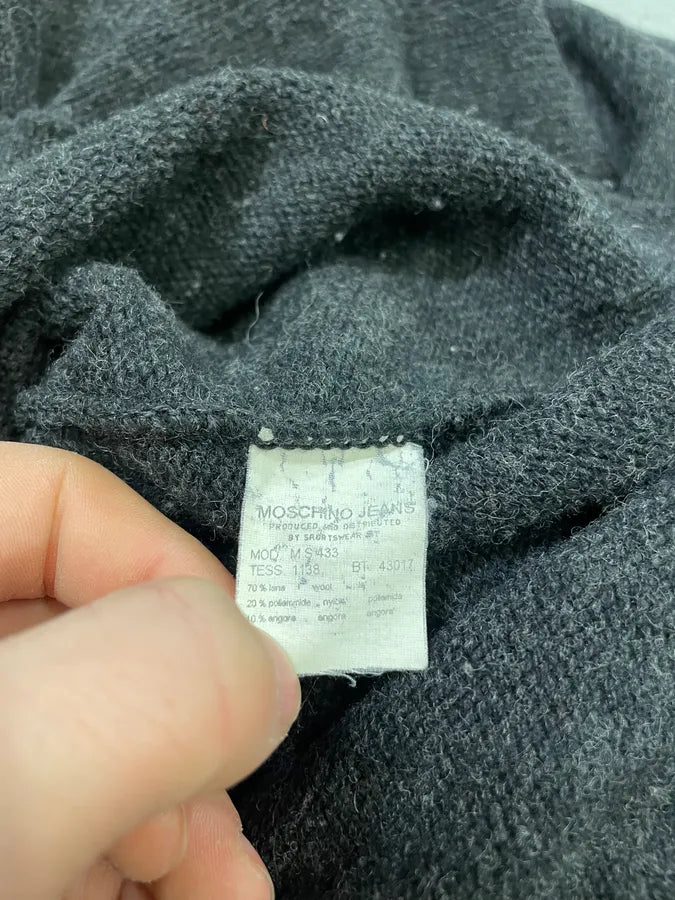 MOSCHINO JEANS
PRODUCED AND DISTRIBUTED
BY SPORTSWEAR INT
MOD. M S 433
TESS. 1138. BT. 43017
70 % lana wool
20 % poliammide nylon poliamida
10 % angora angora angora